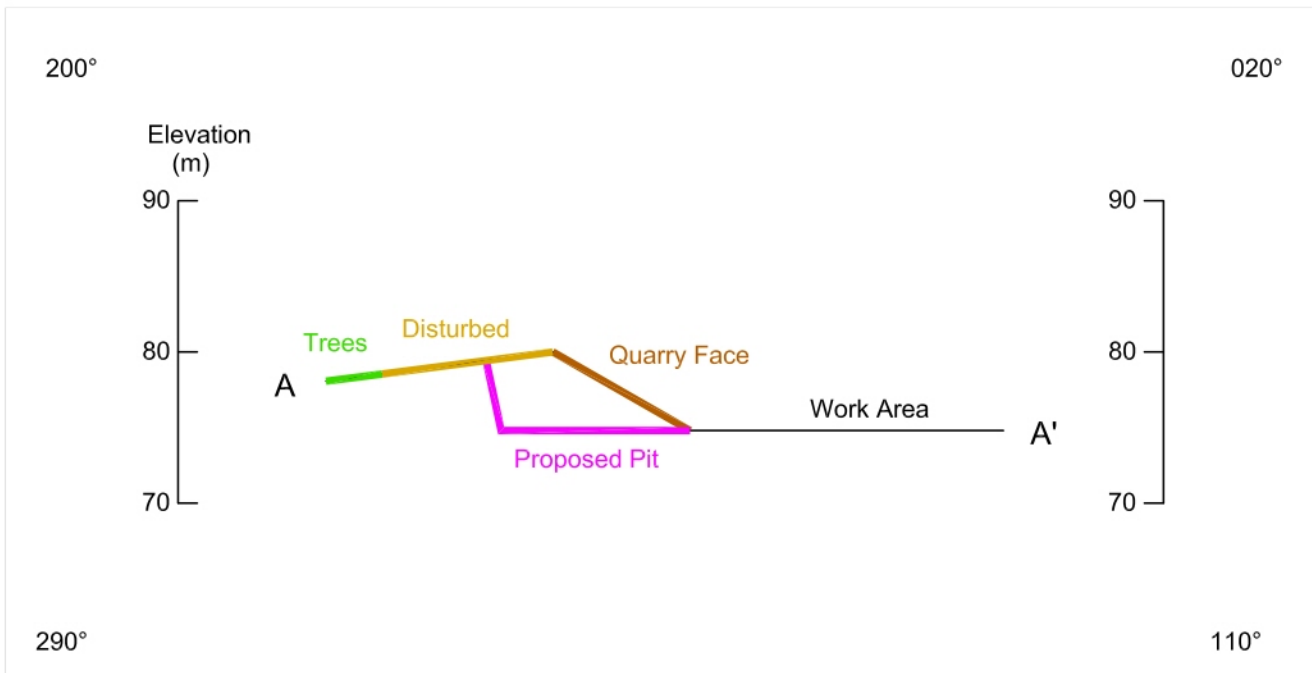 200°
020°
Elevation
(m)
90
90
Disturbed
Trees
80
Quarry Face
80
A
Work Area
A'
Proposed Pit
70
70
290°
110°